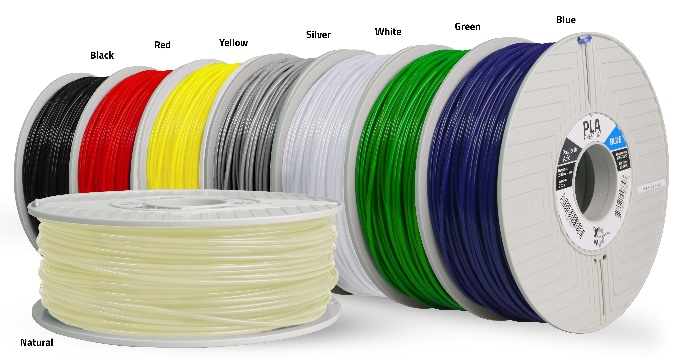 Blue
Green
White
Silver
Yellow
Red
Black
PLA
BLUE
Natural